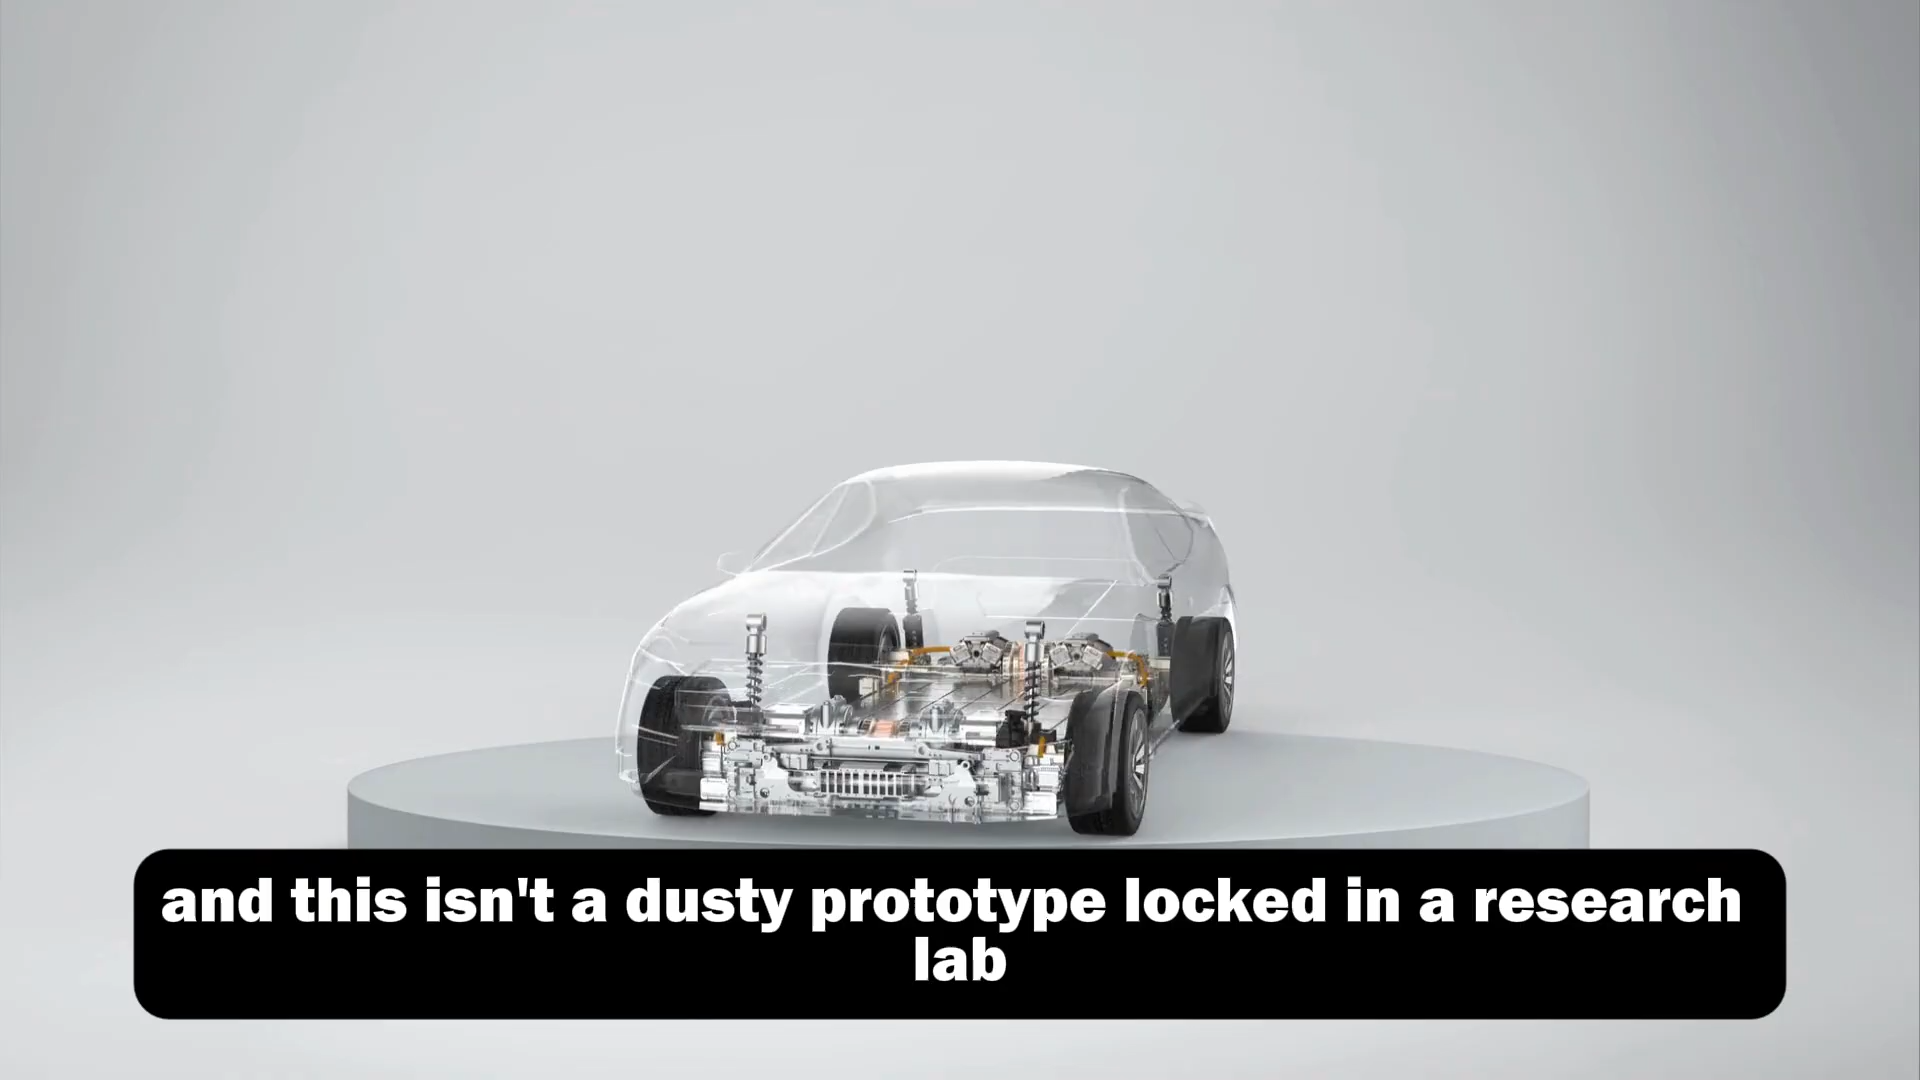 and this isn't a dusty prototype locked in a research
lab